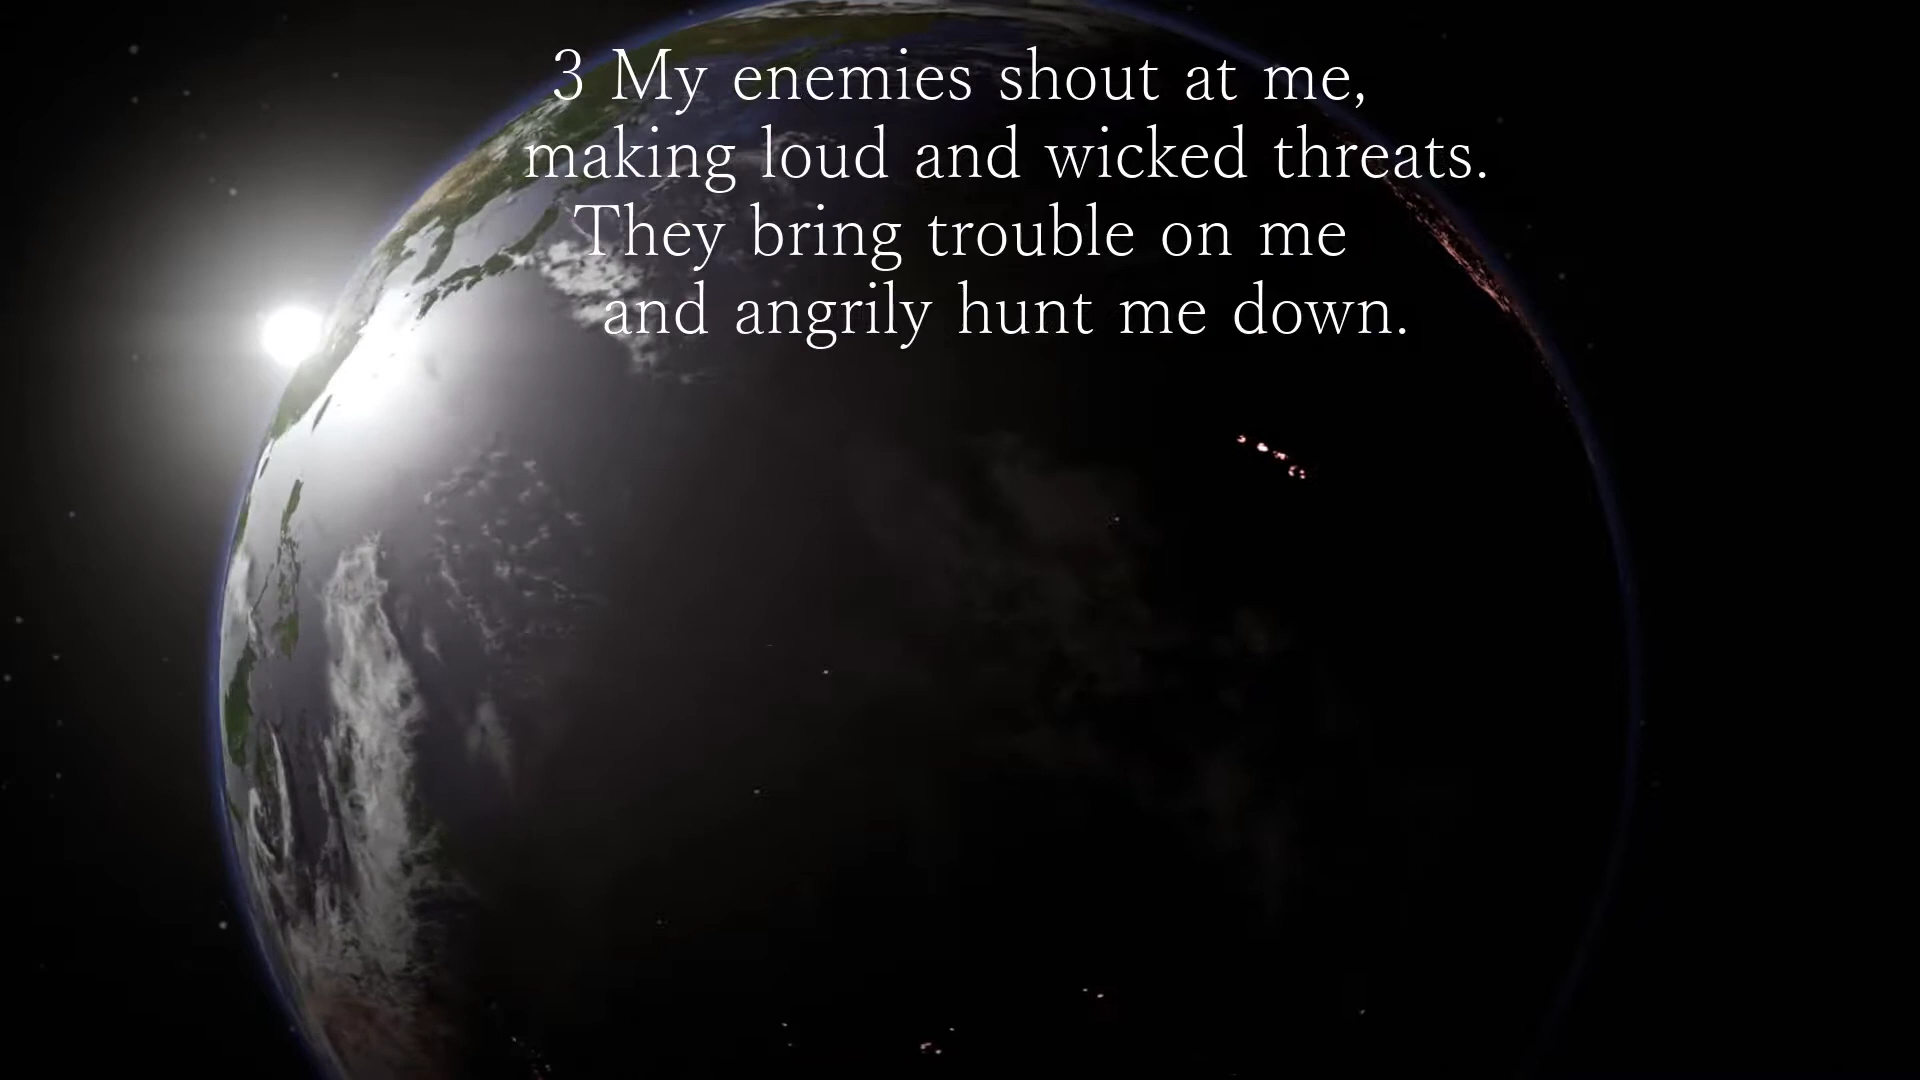 3 My enemies shout at me,
making loud and wicked threats.
They bring trouble on me
and angrily hunt me down.